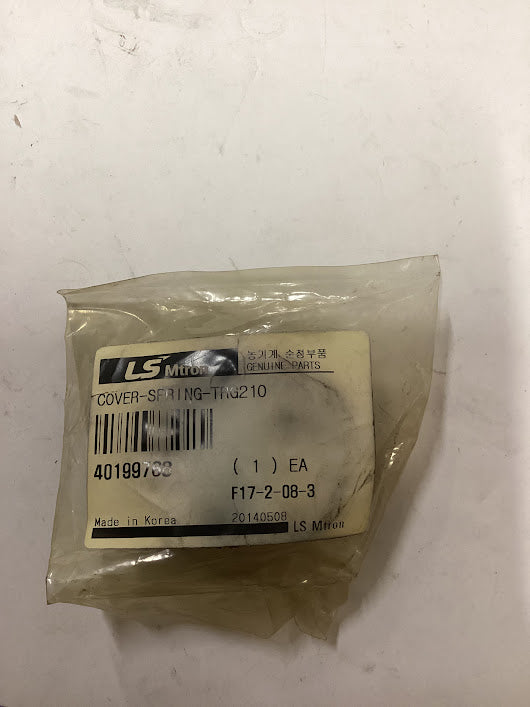 LS Mtron
농기계 순정부품
GENUINE PARTS
COVER-SPRING-TRG210
( 1 ) EA
F17-2-08-3
Made in Korea
20140508
LS Mtron